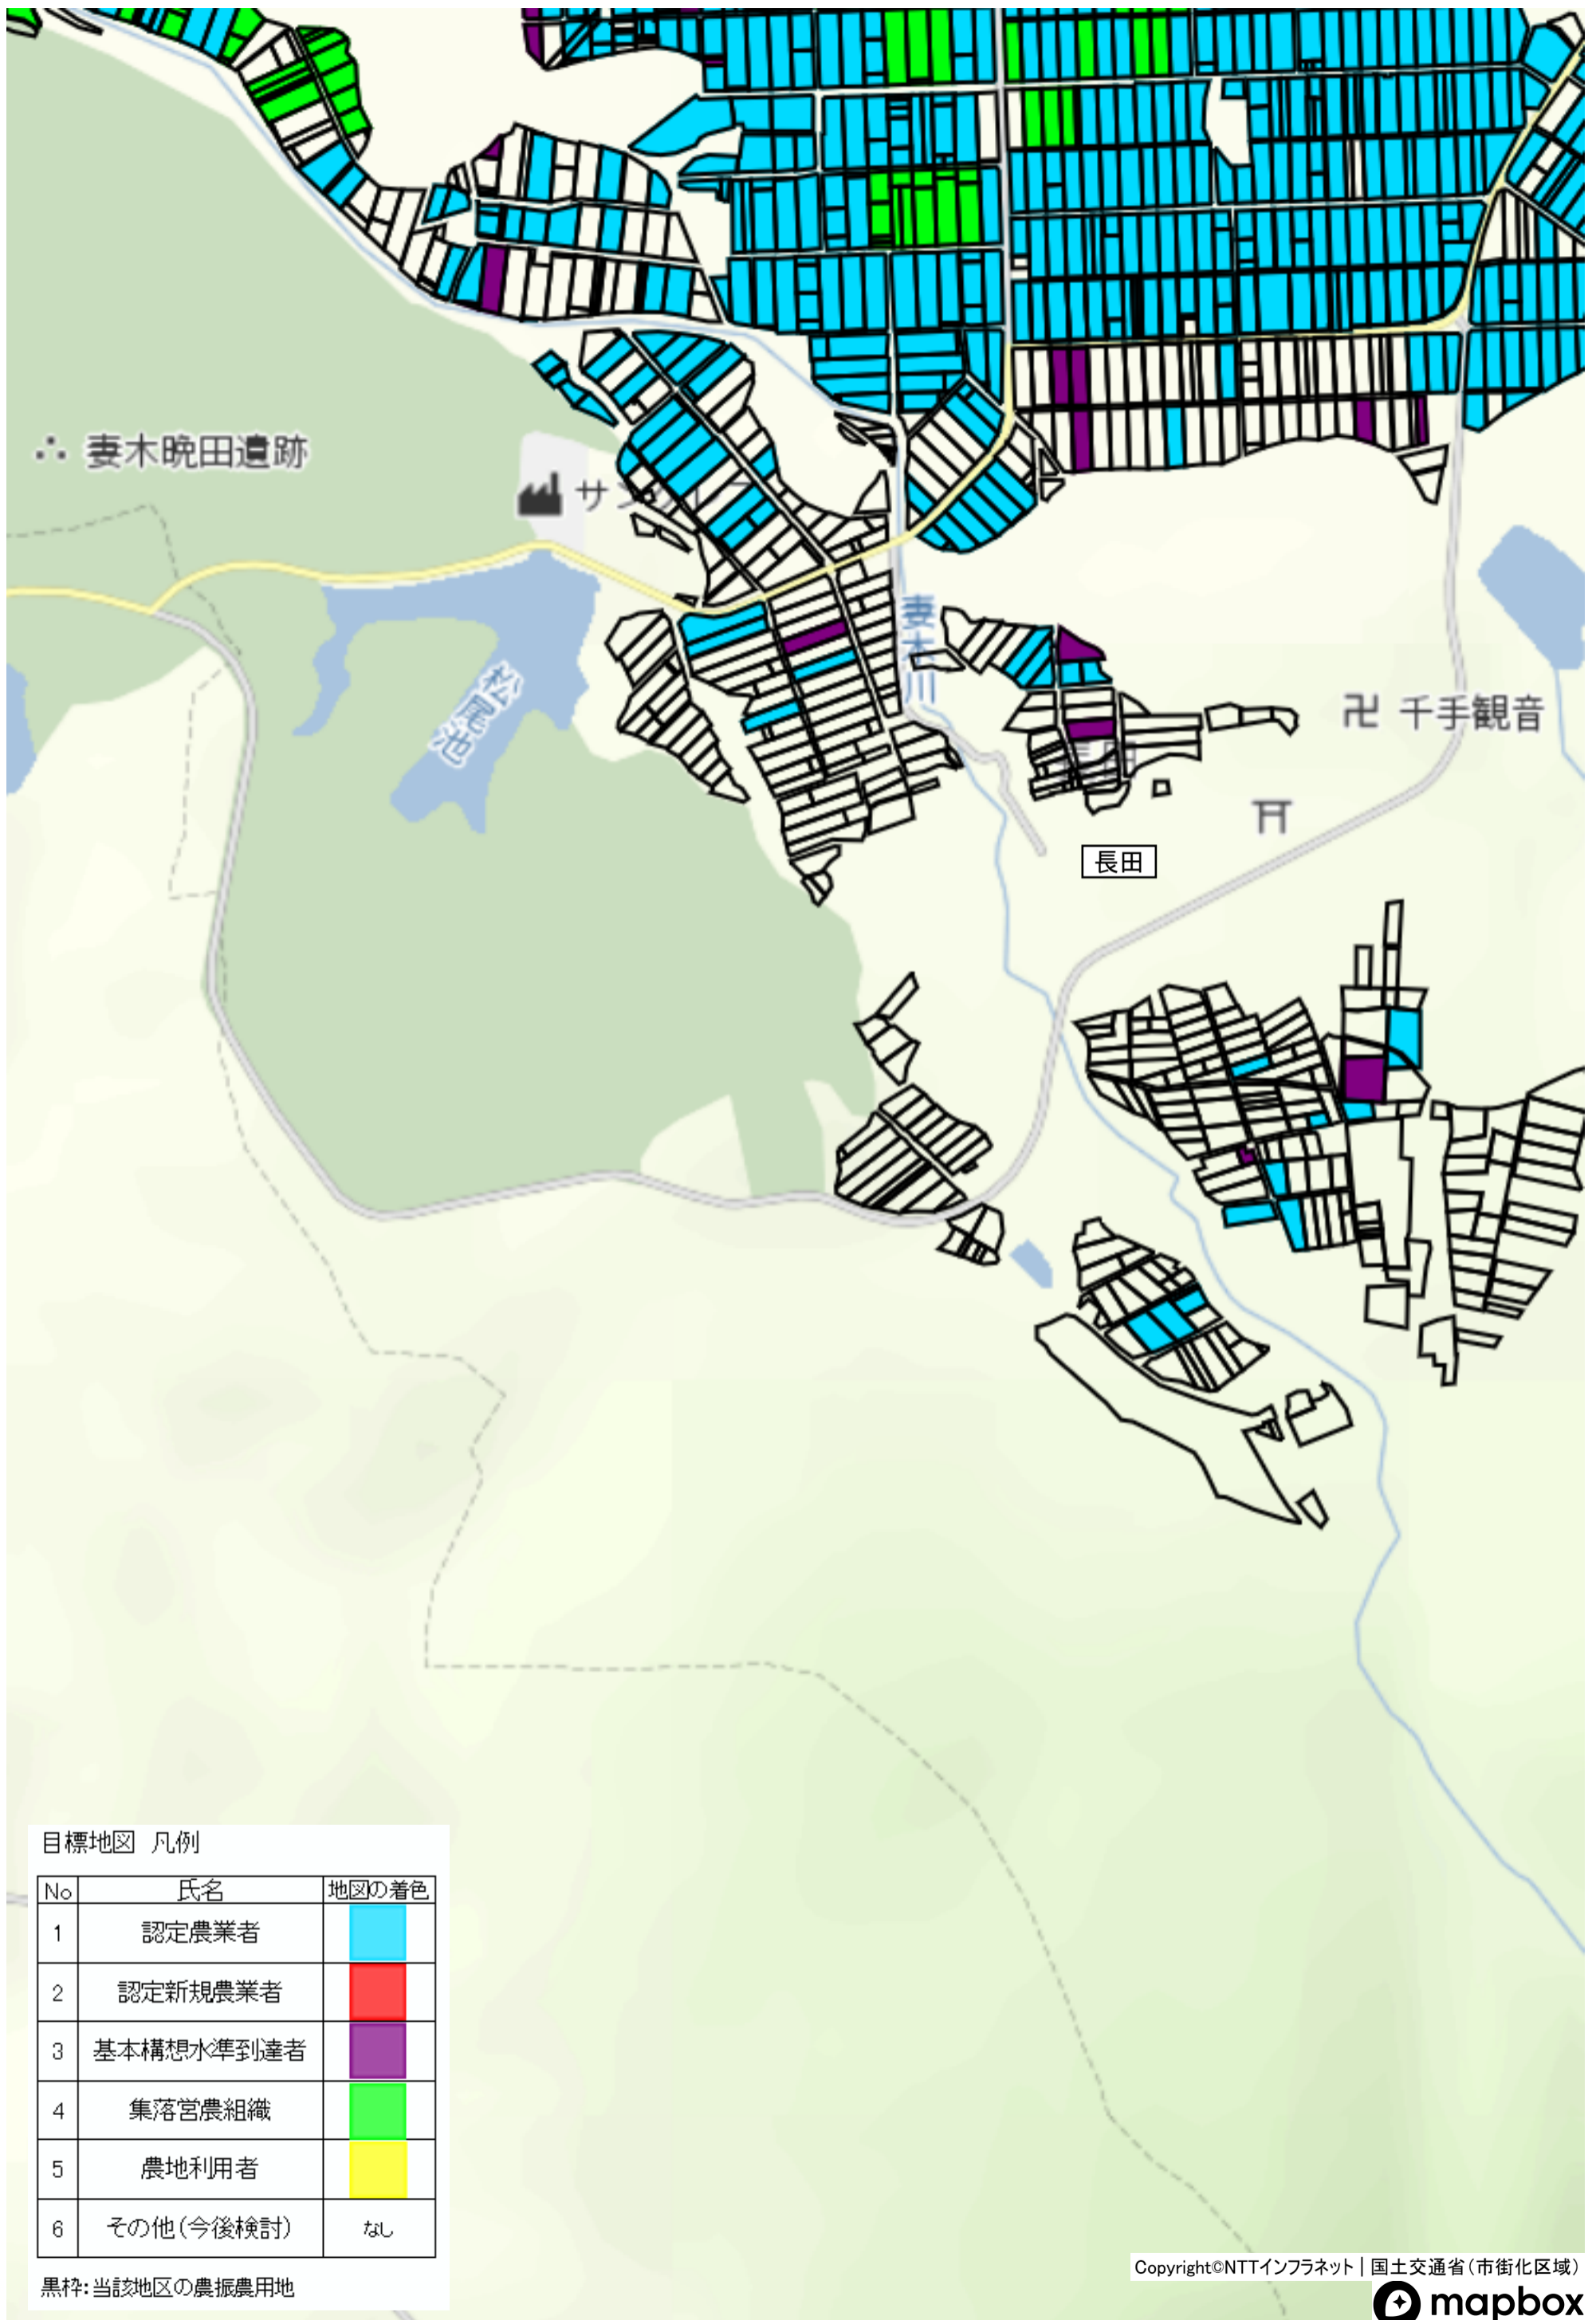 妻木晩田遺跡
サン
妻木川
松尾池
千手観音
長田
長田
目標地図 凡例
No 氏名 地図の着色
1 認定農業者
2 認定新規農業者
3 基本構想水準到達者
4 集落営農組織
5 農地利用者
6 その他(今後検討) なし
黒枠:当該地区の農振農用地
Copyright©NTTインフラネット | 国土交通省(市街化区域)
mapbox